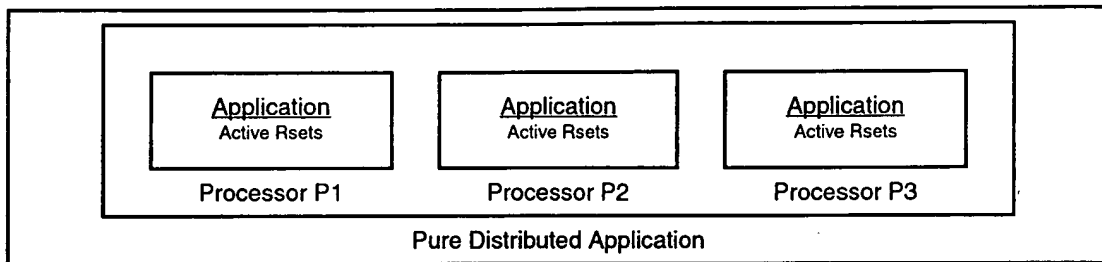 Application Application Application
Active Rsets Active Rsets Active Rsets
Processor P1 Processor P2 Processor P3
Pure Distributed Application